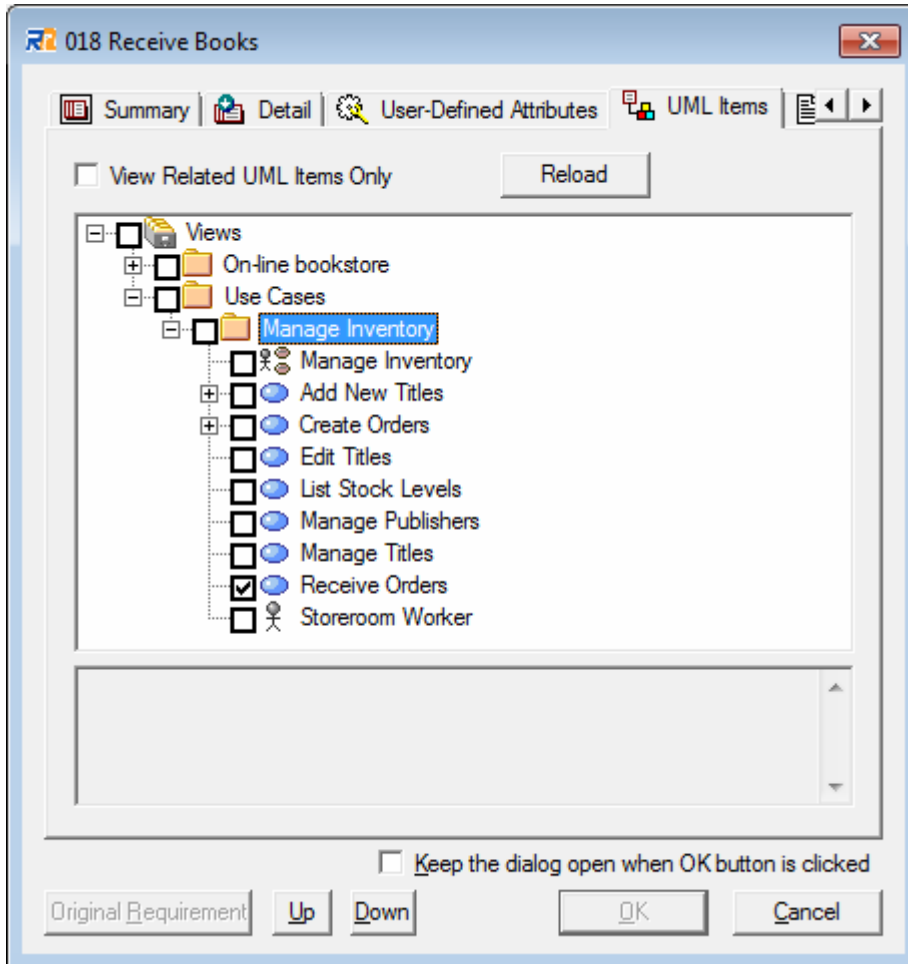 018 Receive Books
Summary Detail User-Defined Attributes UML Items
View Related UML Items Only Reload
Views
On-line bookstore
Use Cases
Manage Inventory
Manage Inventory
Add New Titles
Create Orders
Edit Titles
List Stock Levels
Manage Publishers
Manage Titles
Receive Orders
Storeroom Worker
Keep the dialog open when OK button is clicked
Original Requirement Up Down OK Cancel